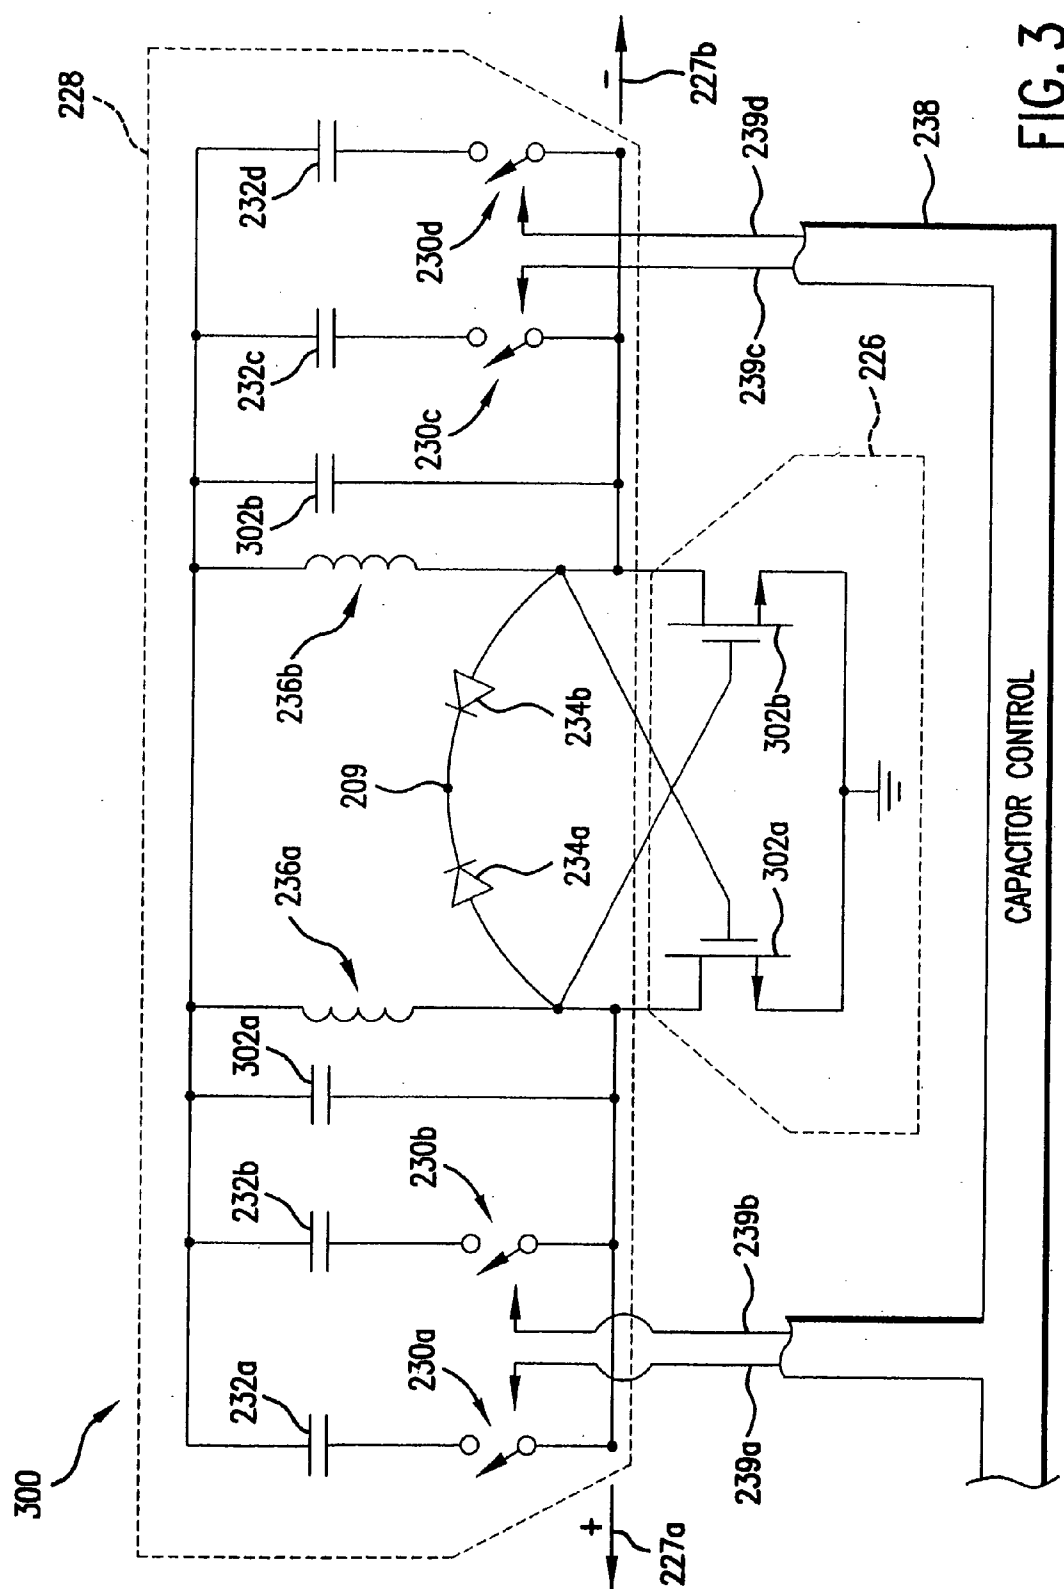 300
228
232a
232b
302a
236a
209
236b
302b
232c
232d
230a
230b
234a
234b
230c
230d
+
-
227a
227b
239a
239b
302a
302b
226
239c
239d
238
CAPACITOR CONTROL
FIG. 3